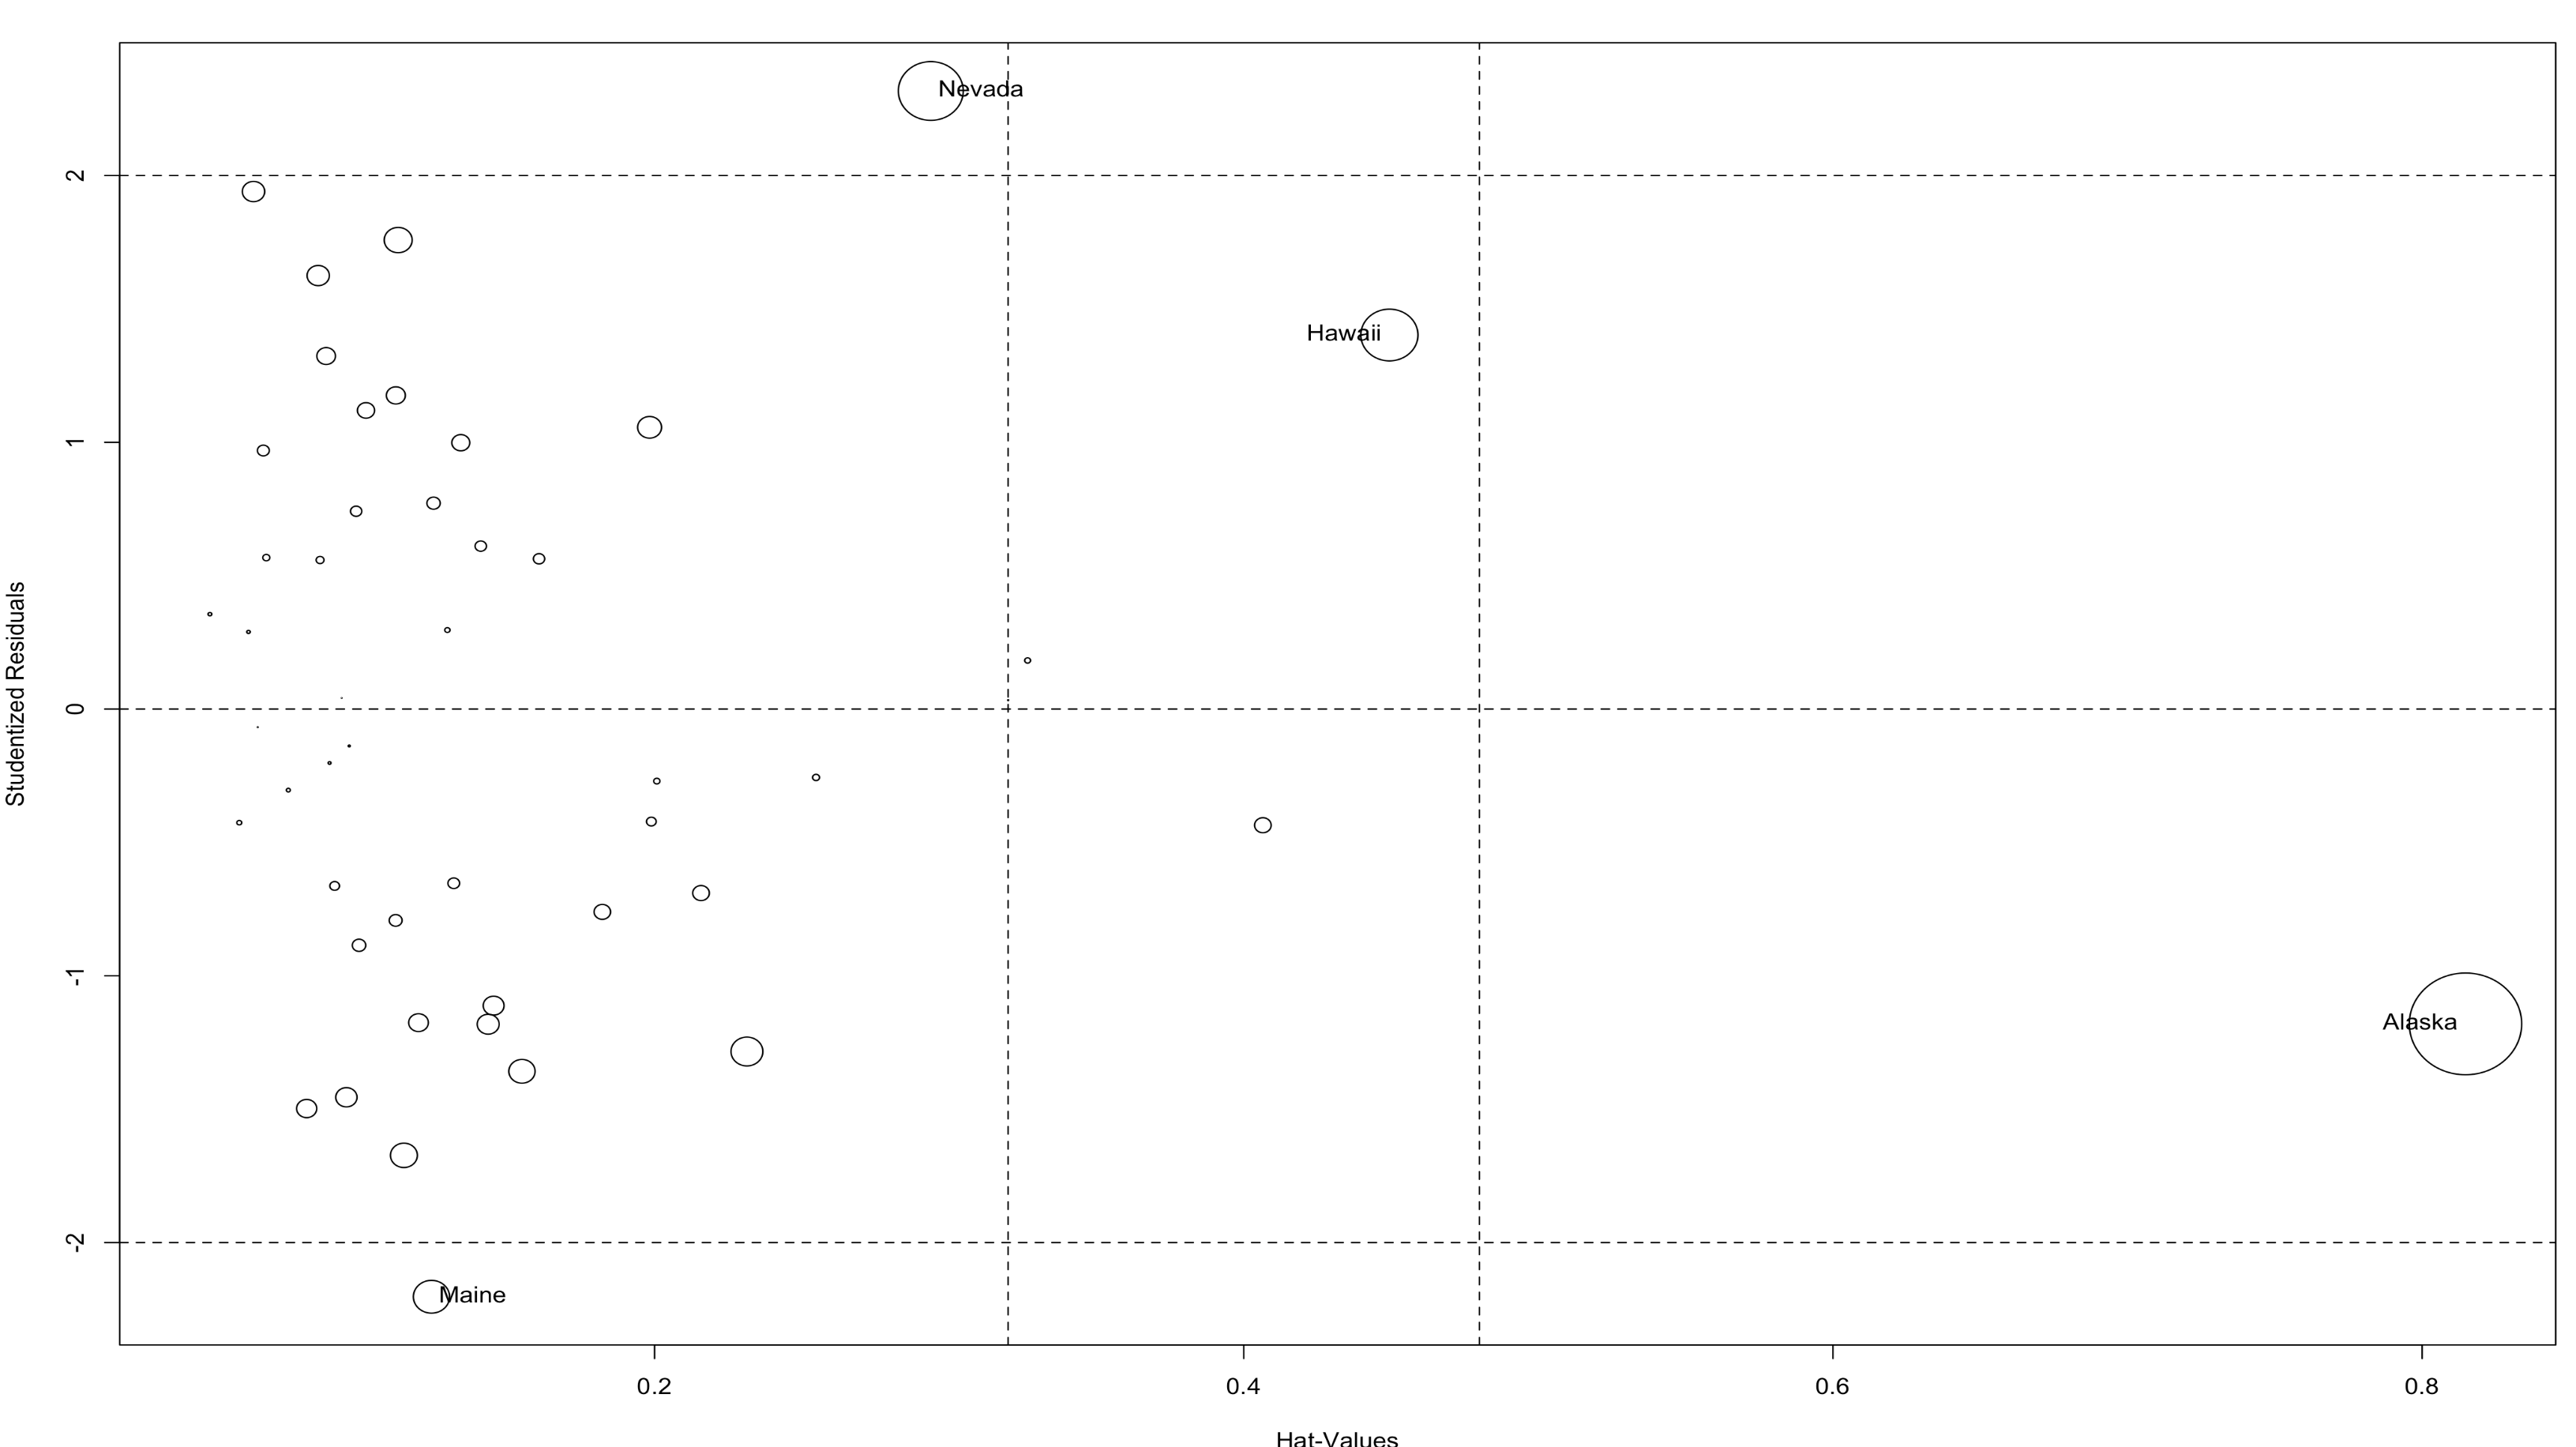 Nevada
2
Hawaii
1
Studentized Residuals
0
-1
Alaska
-2
Maine
0.2 0.4 0.6 0.8
Hat-Values